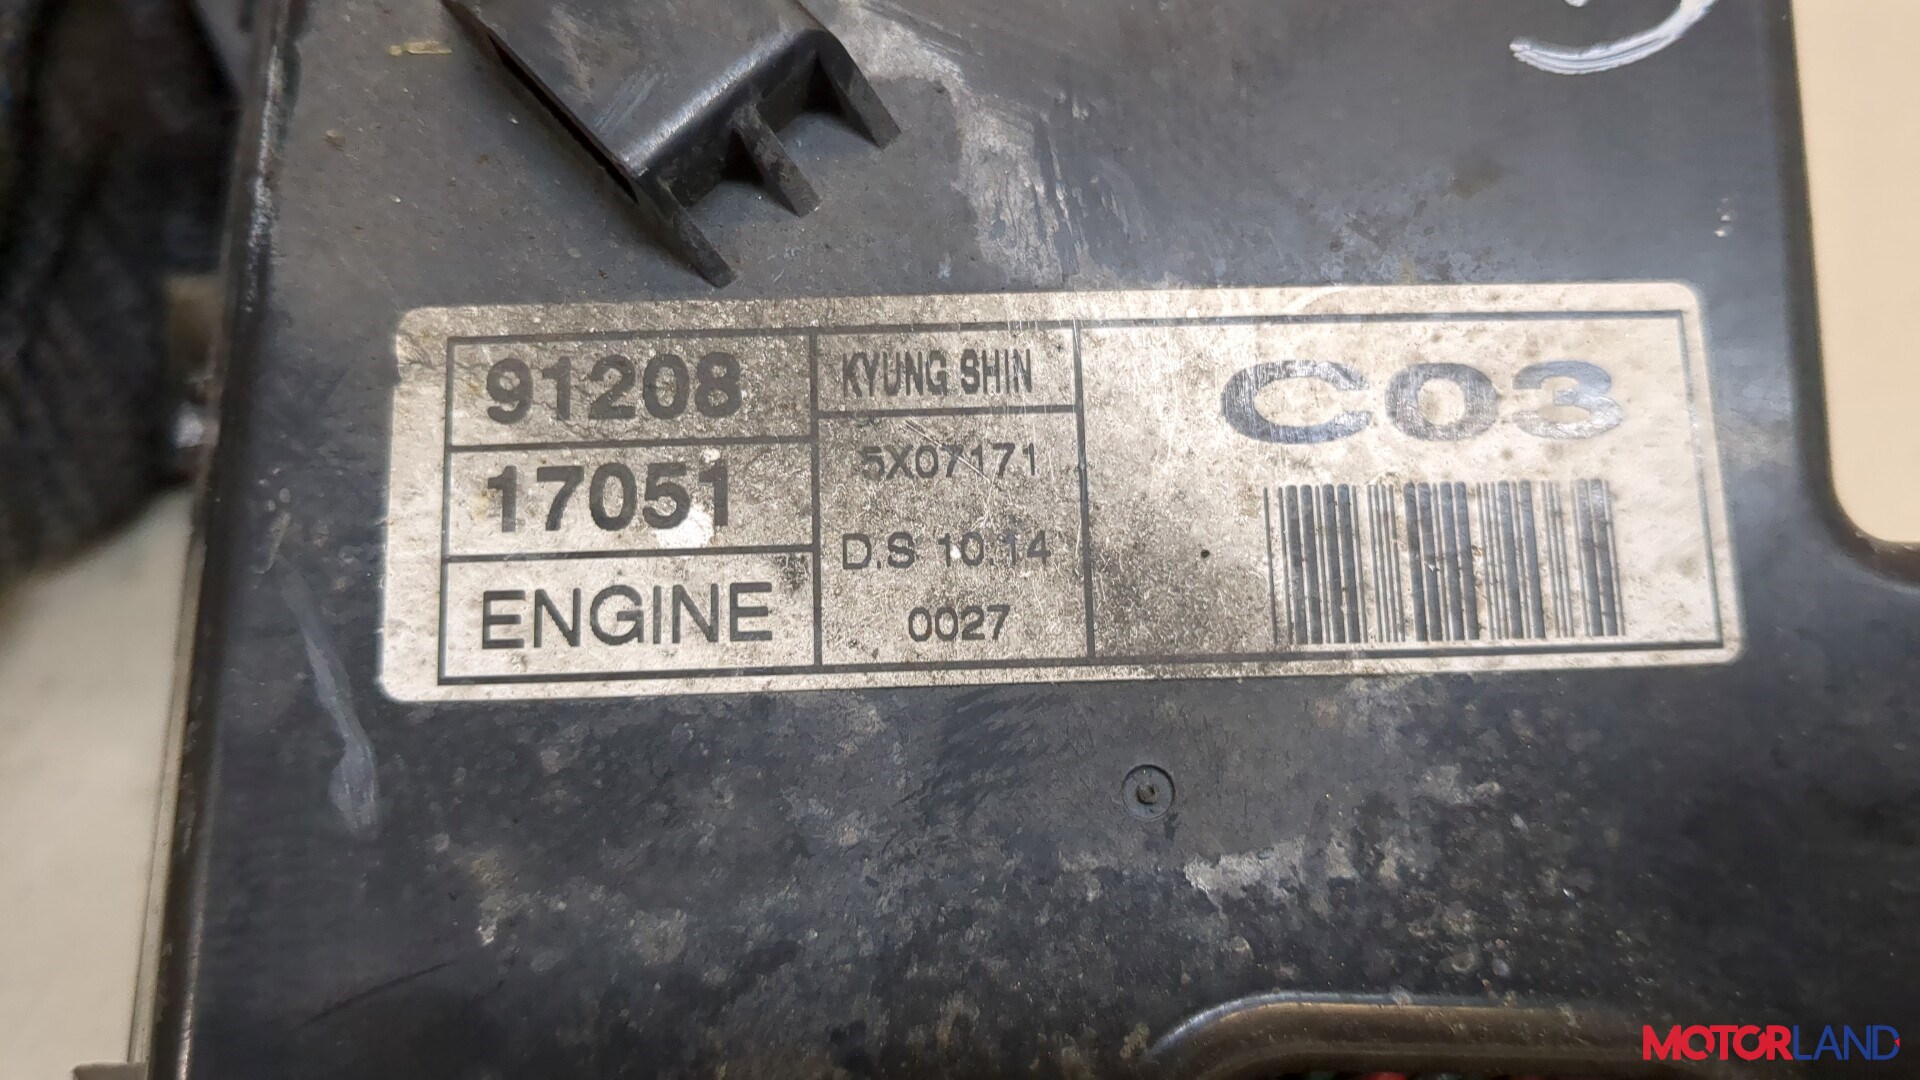 91208
17051
ENGINE
KYUNG SHIN
5X07171
D.S 10.14
0027
C03
MOTORLAND